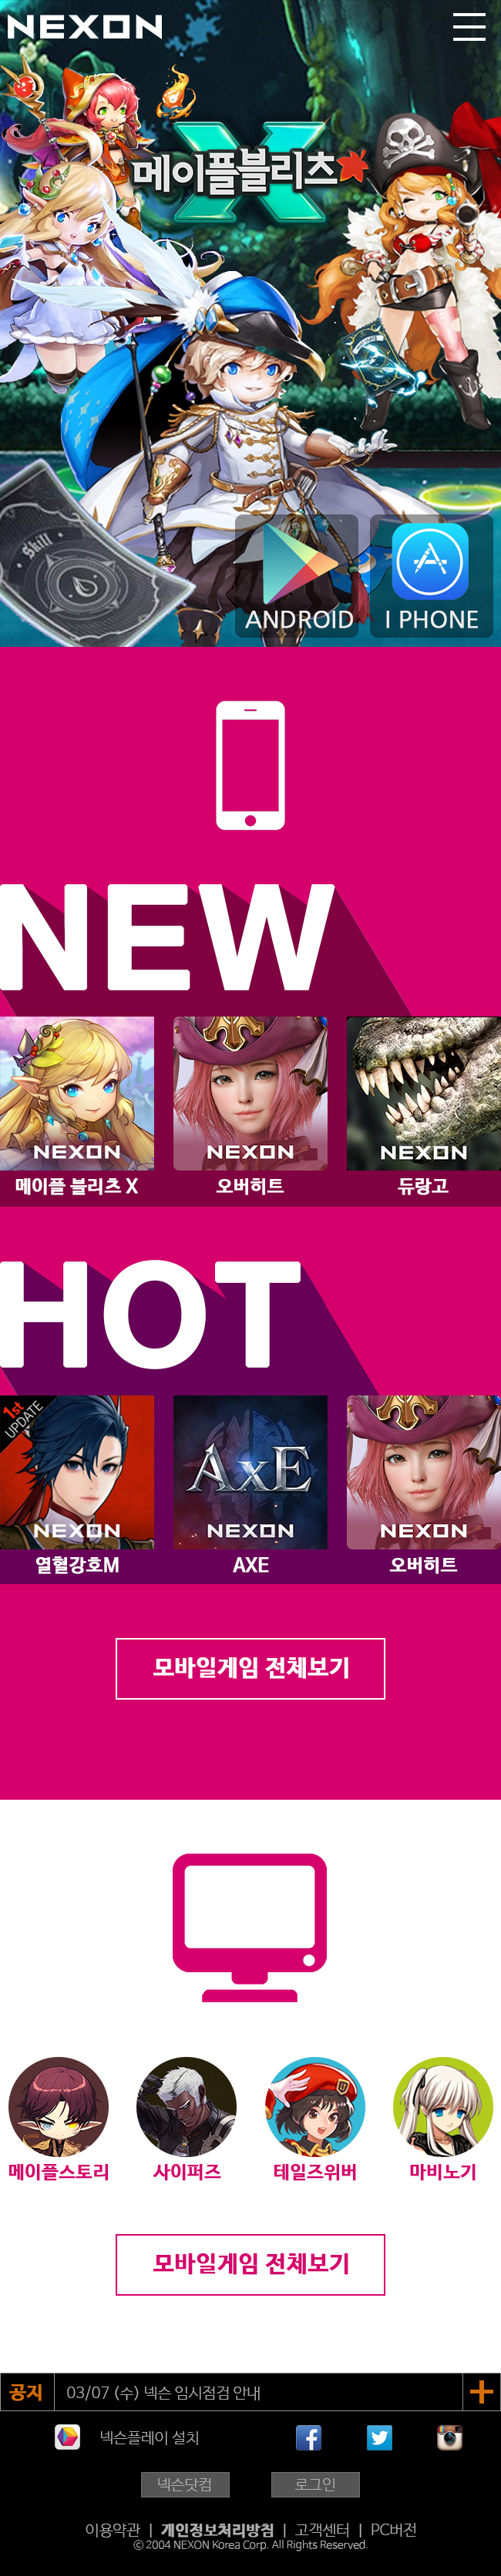 NEXON
메이플블리츠
X
Skill
ANDROID
I PHONE
NEW
NEXON
NEXON
NEXON
메이플 블리츠 X
오버히트
듀랑고
HOT
1st
UPDATE
AxE
NEXON
NEXON
NEXON
열혈강호M
AXE
오버히트
모바일게임 전체보기
메이플스토리
사이퍼즈
테일즈위버
마비노기
모바일게임 전체보기
공지
03/07 (수) 넥슨 임시점검 안내
넥슨플레이 설치
넥슨닷컴
로그인
이용약관 | 개인정보처리방침 | 고객센터 | PC버전
ⓒ 2004 NEXON Korea Corp. All Rights Reserved.